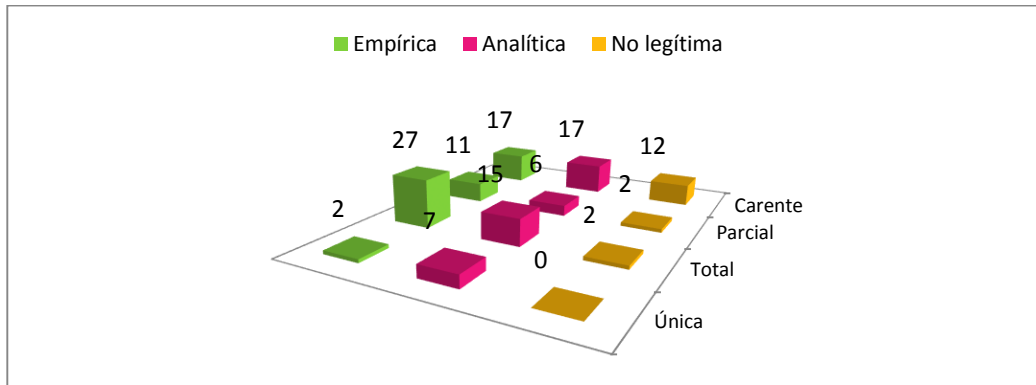 Empírica Analítica No legítima
17 17 12
27 11 6 2
15 2
2 7 0
Carente
Parcial
Total
Única